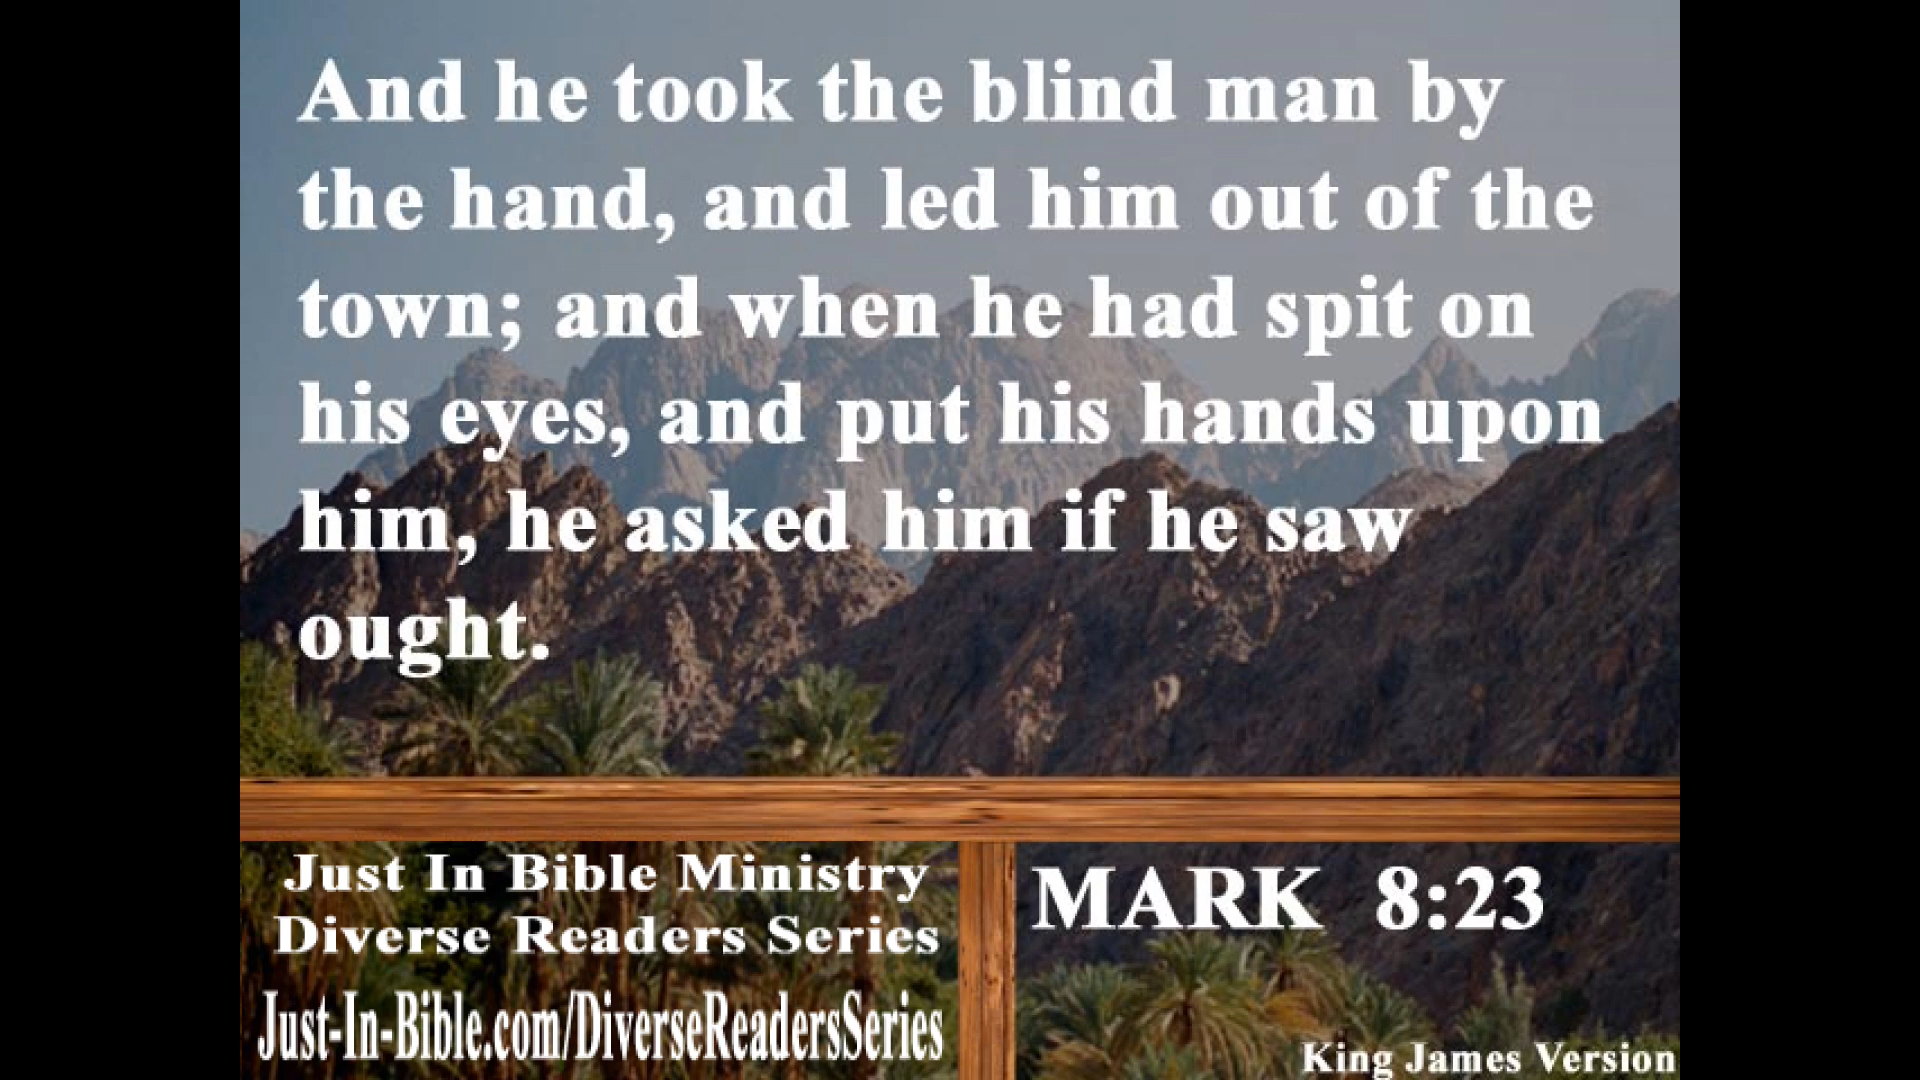 And he took the blind man by
the hand, and led him out of the
town; and when he had spit on
his eyes, and put his hands upon
him, he asked him if he saw
ought.
Just In Bible Ministry
Diverse Readers Series
Just-In-Bible.com/DiverseReadersSeries
MARK 8:23
King James Version